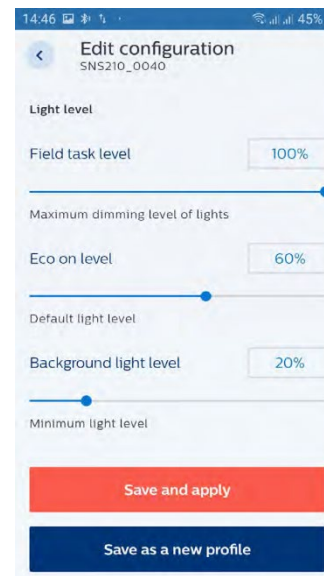 14:46 45%
Edit configuration
SNS210_0040
Light level
Field task level 100%
Maximum dimming level of lights
Eco on level 60%
Default light level
Background light level 20%
Minimum light level
Save and apply
Save as a new profile